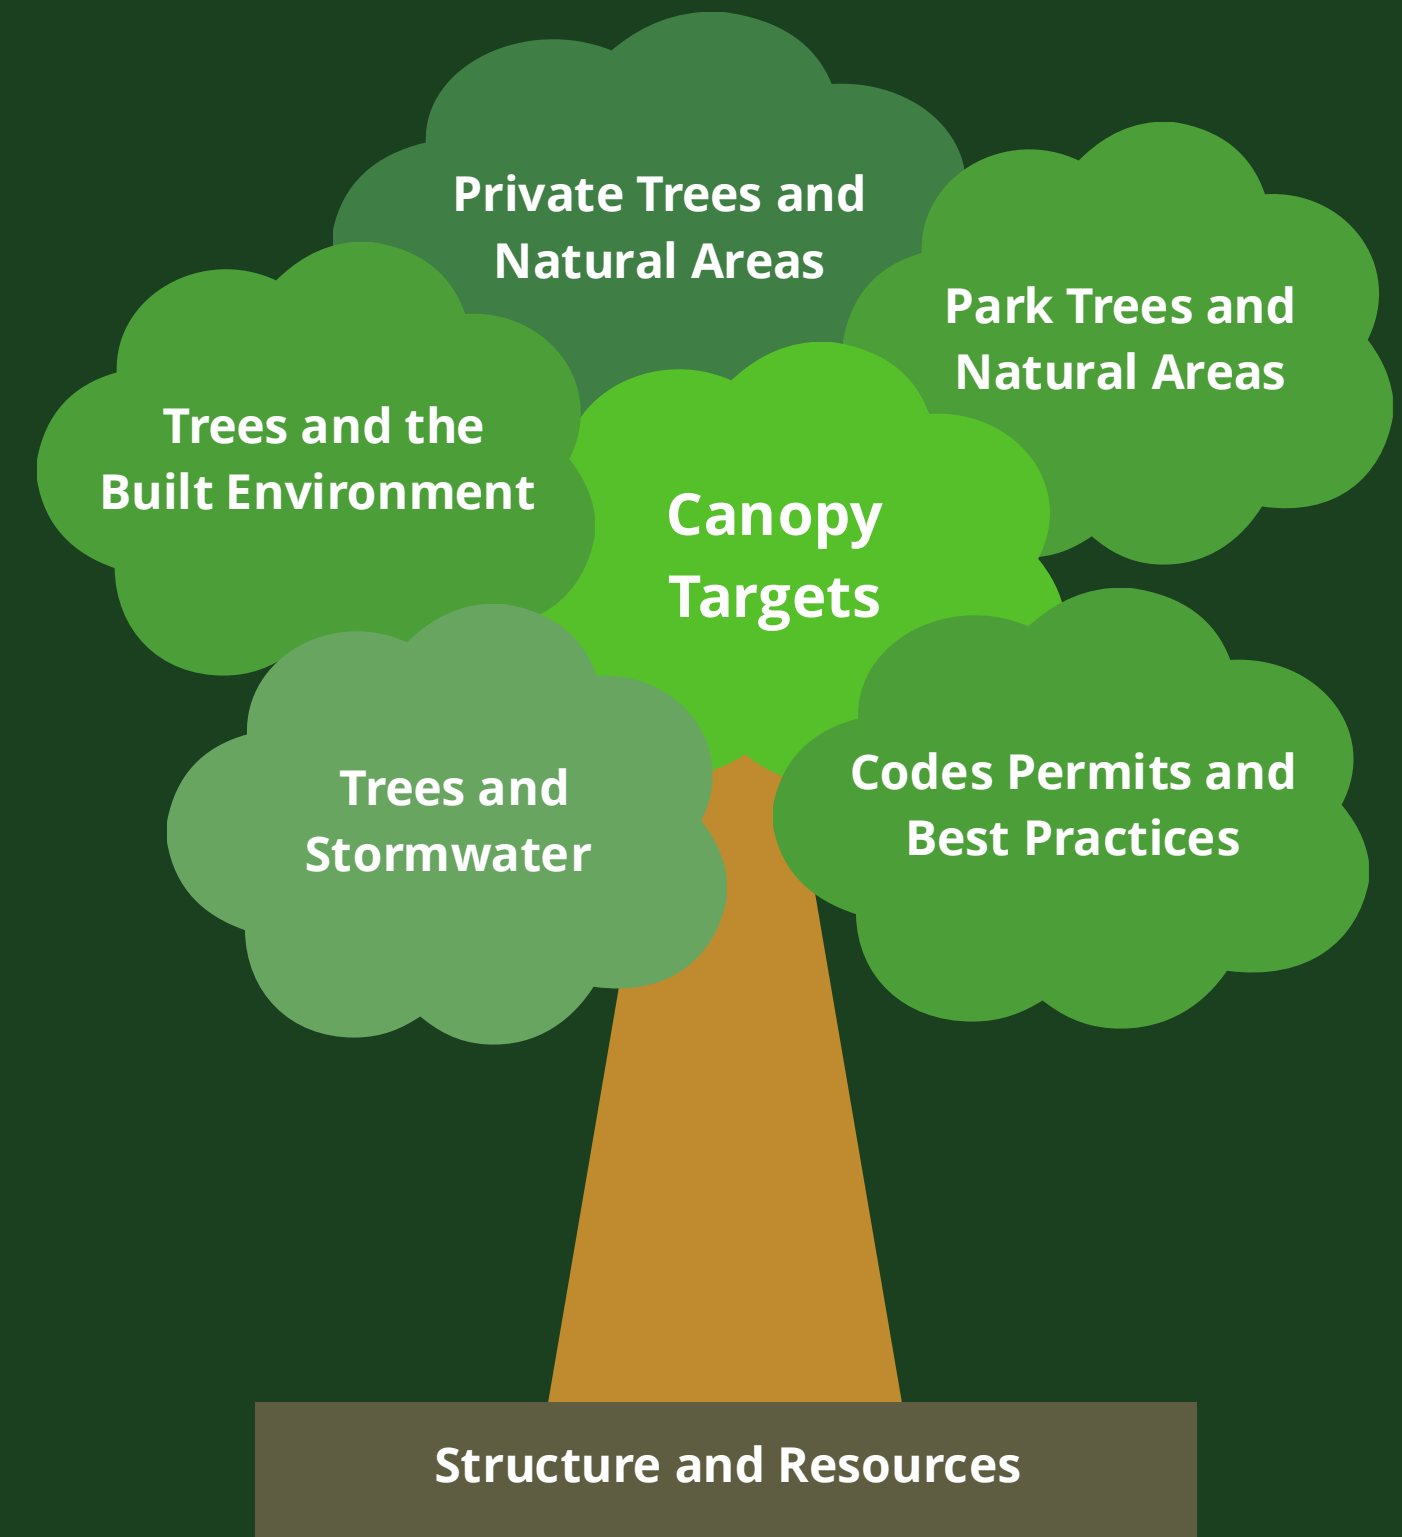 Private Trees and
Natural Areas
Park Trees and
Natural Areas
Trees and the
Built Environment
Canopy
Targets
Trees and
Stormwater
Codes Permits and
Best Practices
Structure and Resources